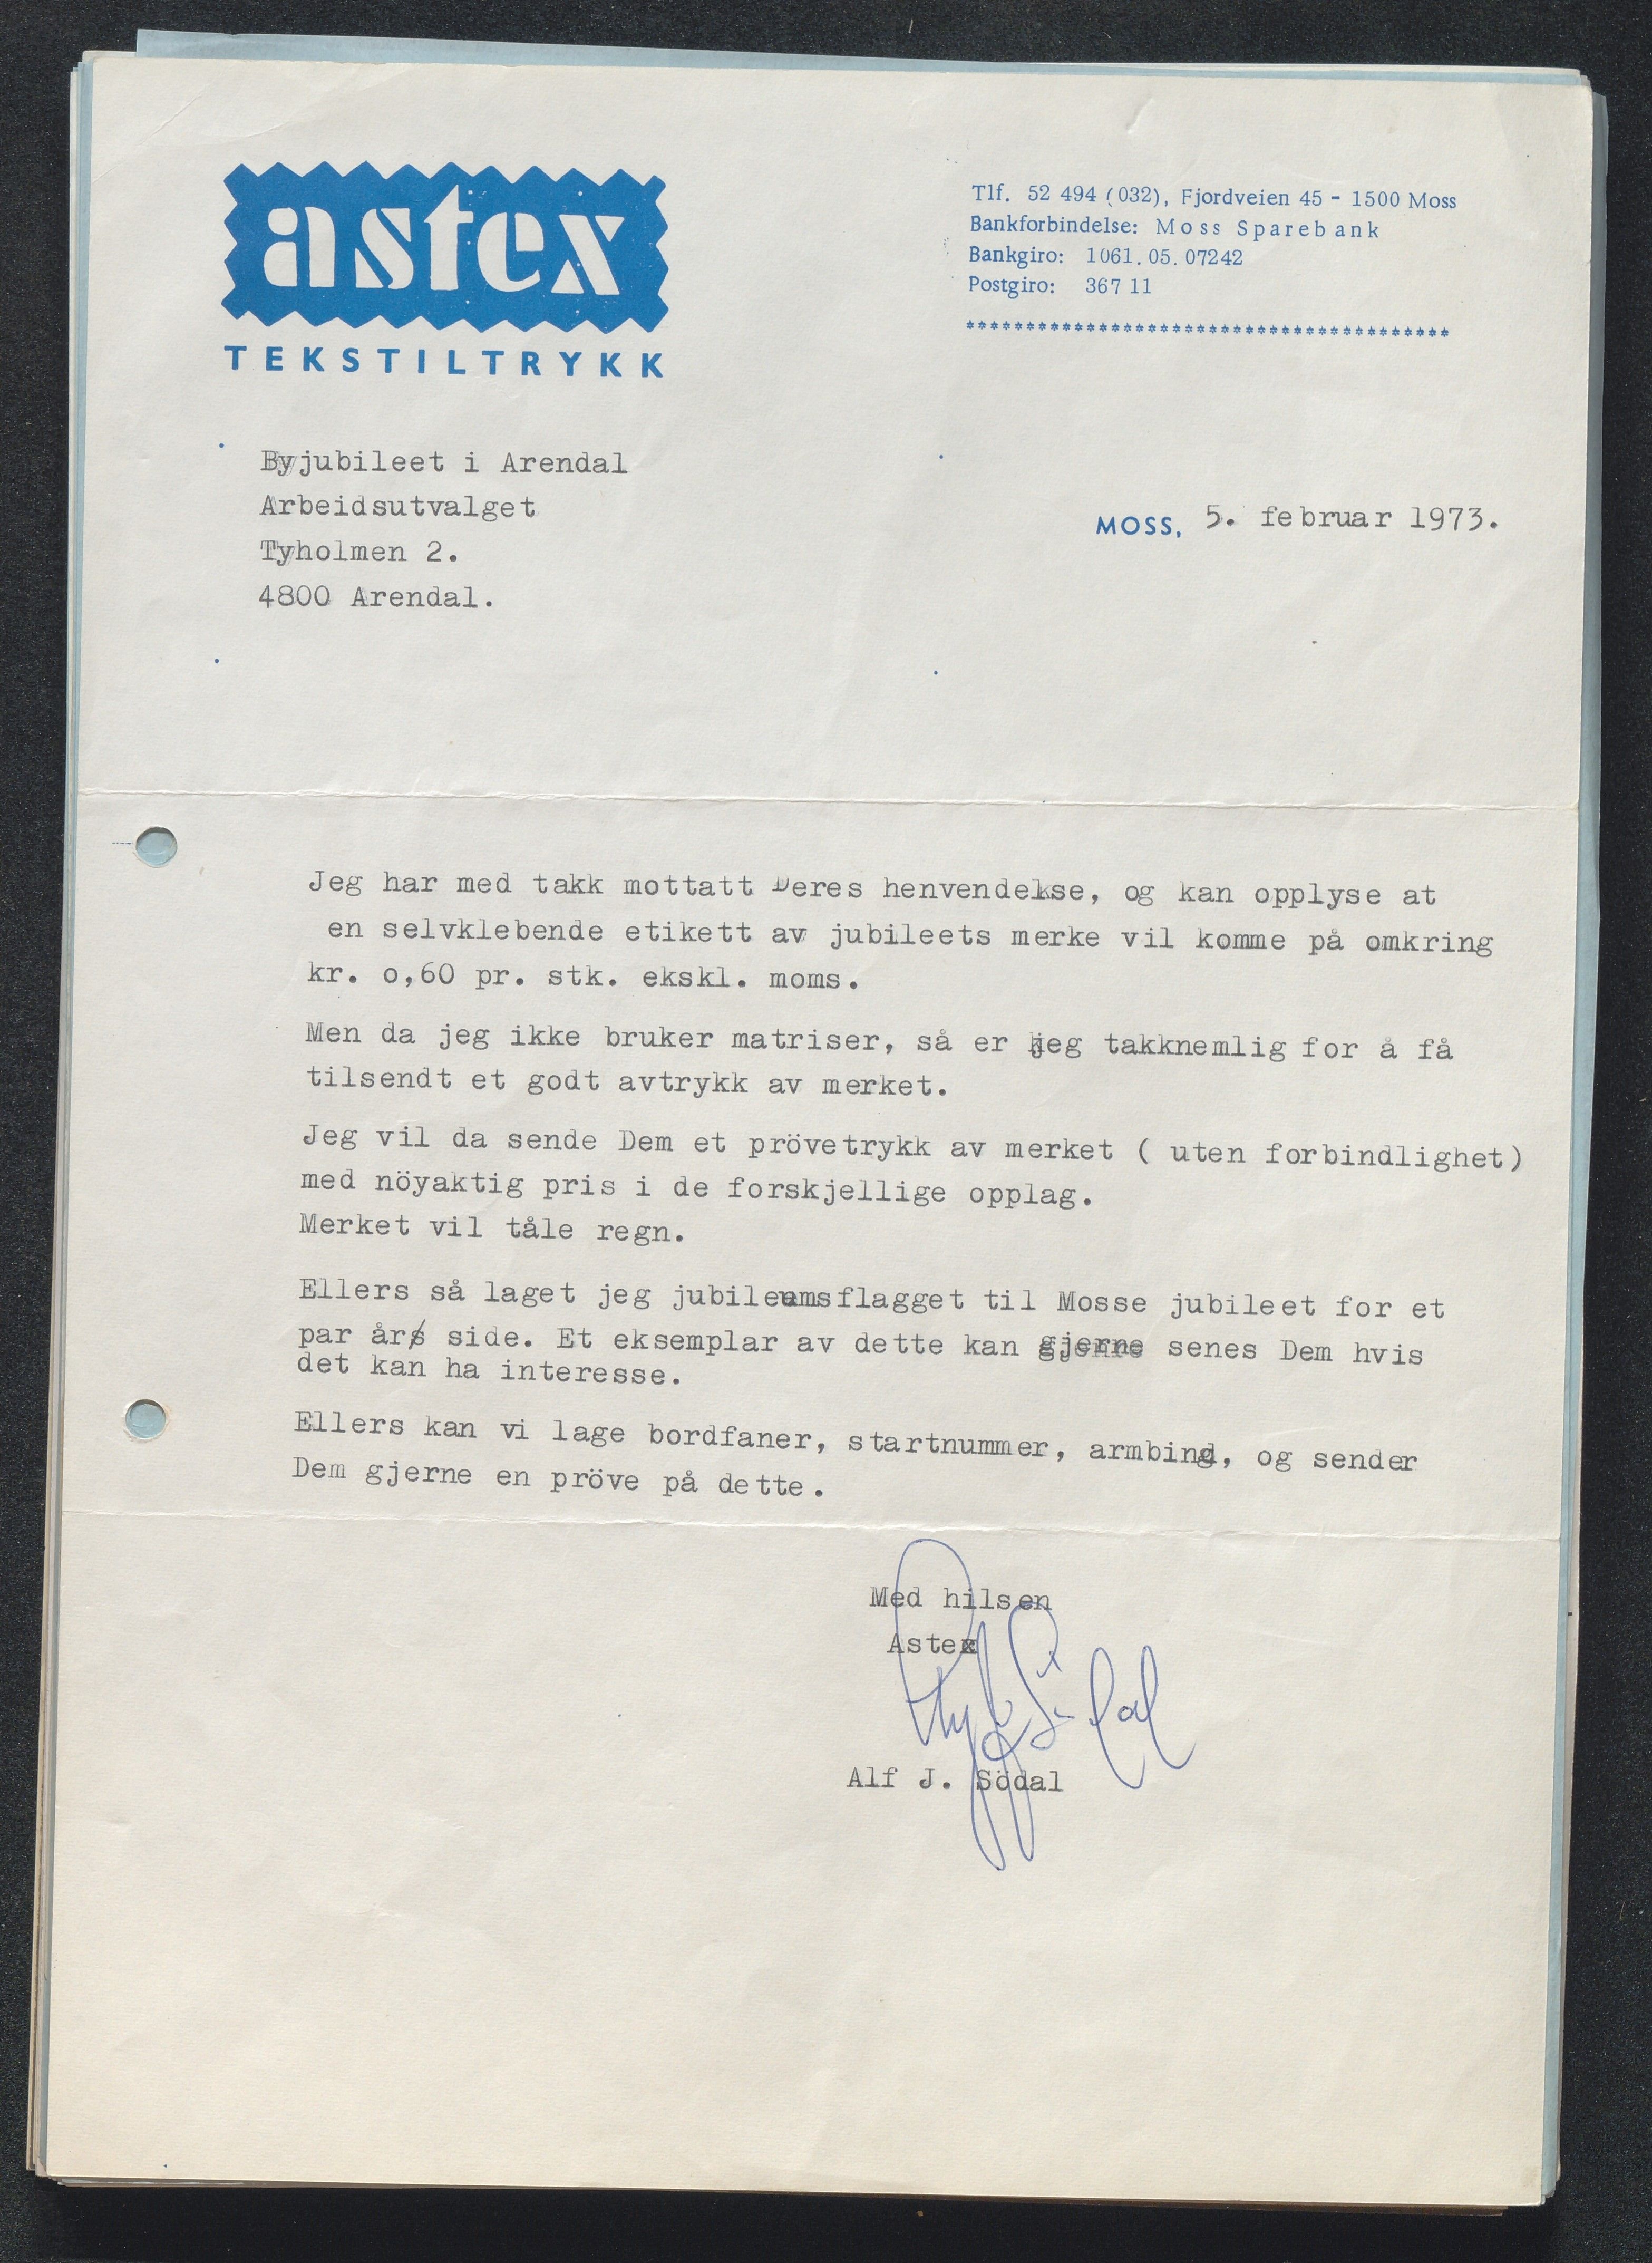 astex
TEKSTILTRYKK
Tlf. 52 494 (032), Fjordveien 45 - 1500 Moss
Bankforbindelse: Moss Sparebank
Bankgiro: 1061.05.07242
Postgiro: 367 11
****************************************
Byjubileet i Arendal
Arbeidsutvalget
Tyholmen 2.
4800 Arendal.
MOSS, 5. februar 1973.
Jeg har med takk mottatt Deres henvendelse, og kan opplyse at
en selvklebende etikett av jubileets merke vil komme på omkring
kr. o,60 pr. stk. ekskl. moms.
Men da jeg ikke bruker matriser, så er jeg takknemlig for å få
tilsendt et godt avtrykk av merket.
Jeg vil da sende Dem et prövetrykk av merket ( uten forbindlighet)
med nöyaktig pris i de forskjellige opplag.
Merket vil tåle regn.
Ellers så laget jeg jubileumsflagget til Mosse jubileet for et
par år side. Et eksemplar av dette kan gjerne senes Dem hvis
det kan ha interesse.
Ellers kan vi lage bordfaner, startnummer, armbind, og sender
Dem gjerne en pröve på dette.
Med hilsen
Astex
Alf J. Södal